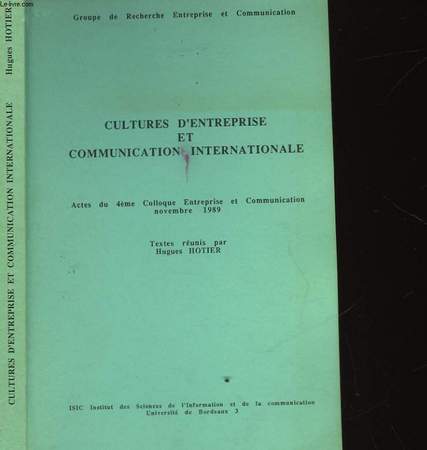 Le-livre.com
Hugues HOTIER
CULTURES D'ENTREPRISE ET COMMUNICATION INTERNATIONALE
Groupe de Recherche Entreprise et Communication
CULTURES D'ENTREPRISE
ET
COMMUNICATION INTERNATIONALE
Actes du 4ème Colloque Entreprise et Communication
novembre 1989
Textes réunis par
Hugues HOTIER
ISIC Institut des Sciences de l'Information et de la communication
Université de Bordeaux 3